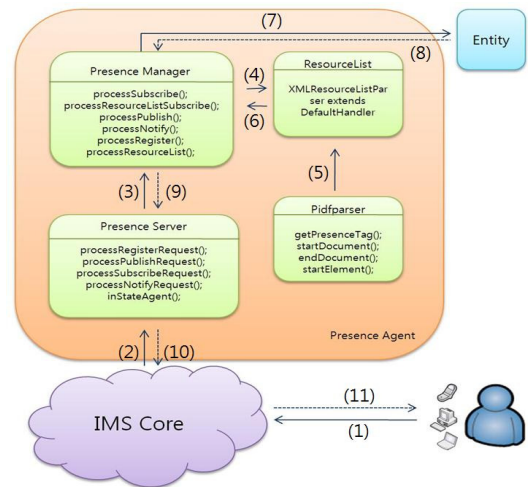 (7)
(8)
Entity
Presence Manager
processSubscribe();
processResourceListSubscribe();
processPublish();
processNotify();
processRegister();
processResourceList();
(4)
(6)
ResourceList
XMLResourceListPar
ser extends
DefaultHandler
(3)
(9)
(5)
Presence Server
processRegisterRequest();
processPublishRequest();
processSubscribeRequest();
processNotifyRequest();
inStateAgent();
Pidfparser
getPresenceTag();
startDocument();
endDocument();
startElement();
Presence Agent
(2)
(10)
IMS Core
(11)
(1)